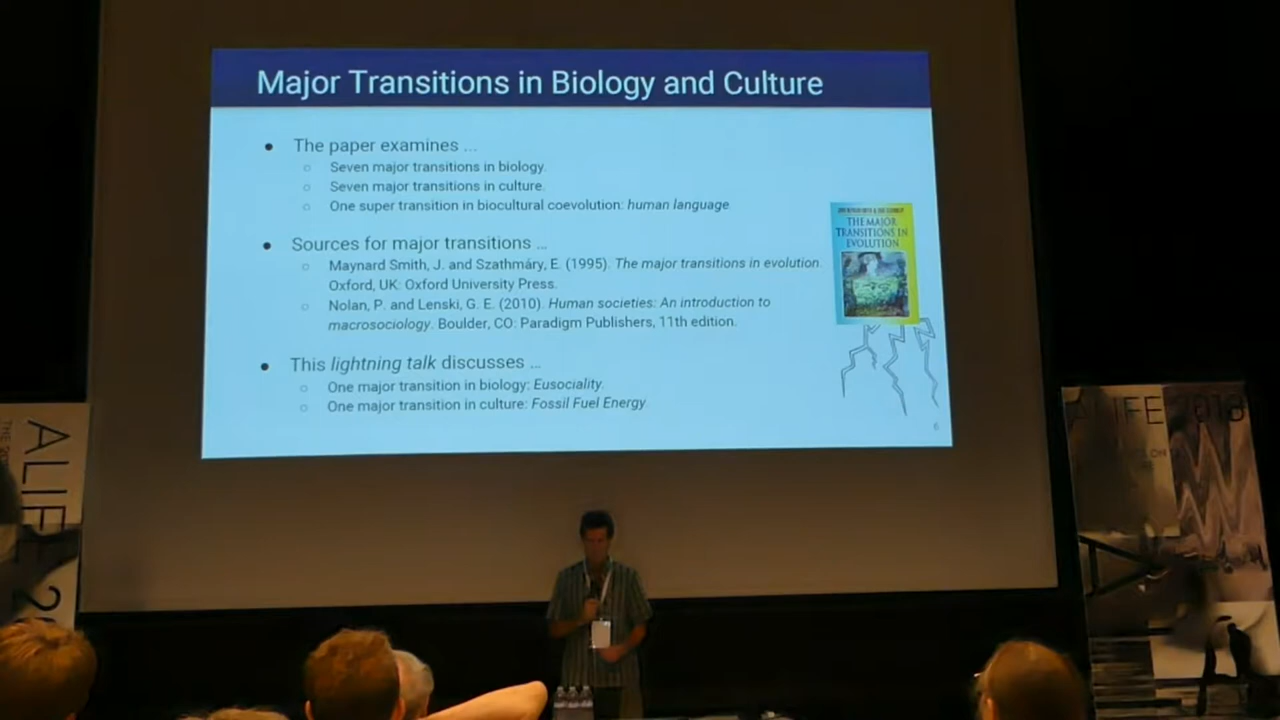 Major Transitions in Biology and Culture
● The paper examines ...
○ Seven major transitions in biology.
○ Seven major transitions in culture.
○ One super transition in biocultural coevolution: human language
● Sources for major transitions ...
○ Maynard Smith, J. and Szathmáry, E. (1995). The major transitions in evolution.
Oxford, UK: Oxford University Press.
○ Nolan, P. and Lenski, G. E. (2010). Human societies: An introduction to
macrosociology. Boulder, CO: Paradigm Publishers, 11th edition.
● This lightning talk discusses ...
○ One major transition in biology: Eusociality.
○ One major transition in culture: Fossil Fuel Energy
THE MAJOR
TRANSITIONS IN
EVOLUTION
6
ALIFE 20
THE
ALIFE 2018
ON